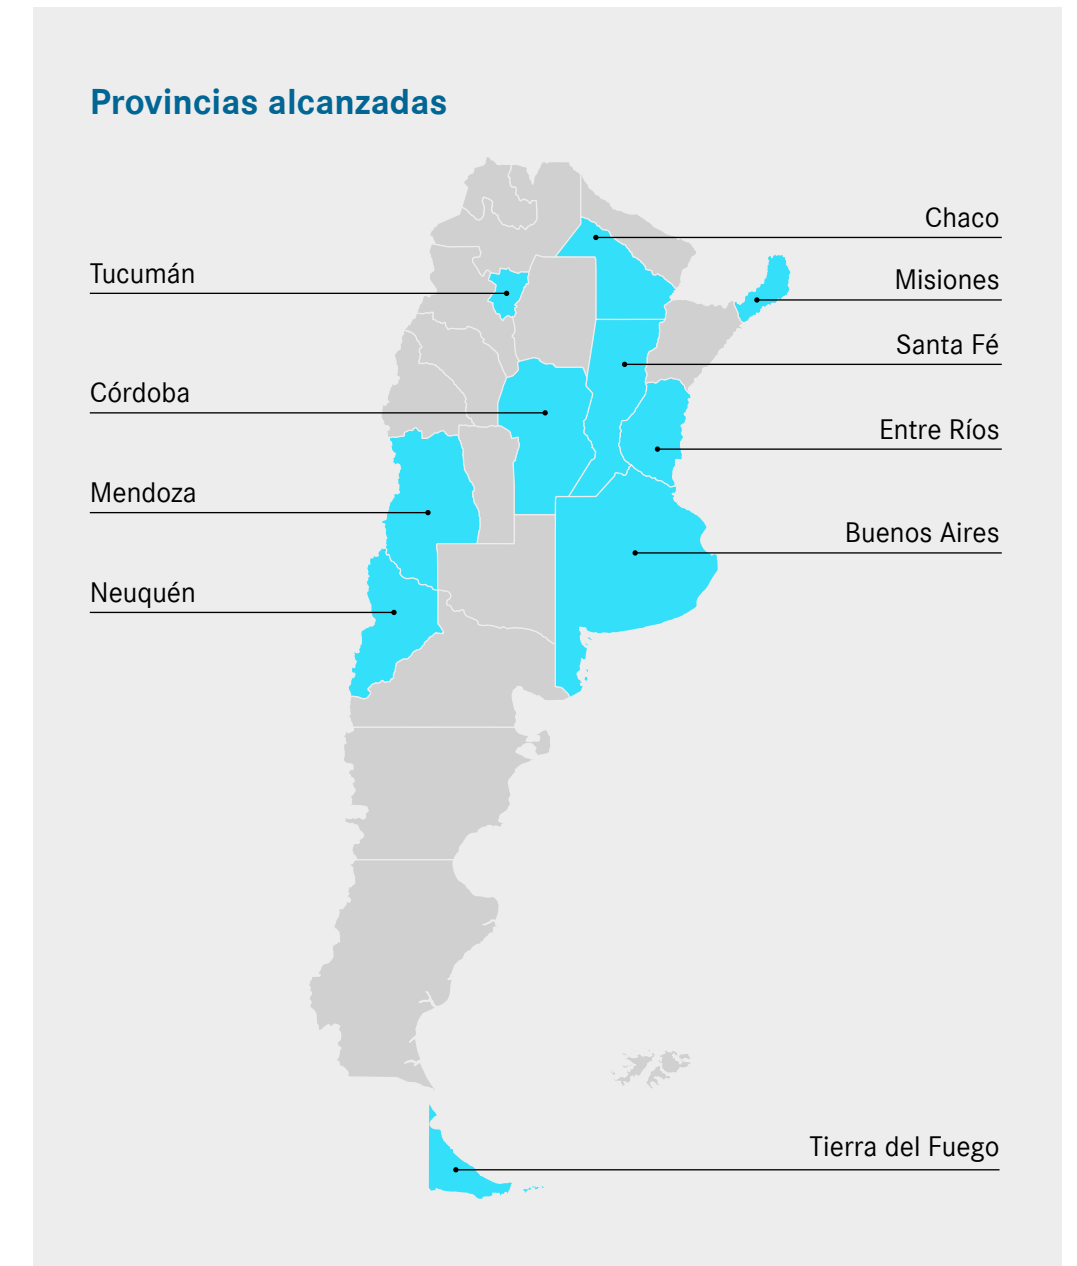 Provincias alcanzadas
Chaco
Tucumán
Misiones
Santa Fé
Córdoba
Entre Ríos
Mendoza
Buenos Aires
Neuquén
Tierra del Fuego